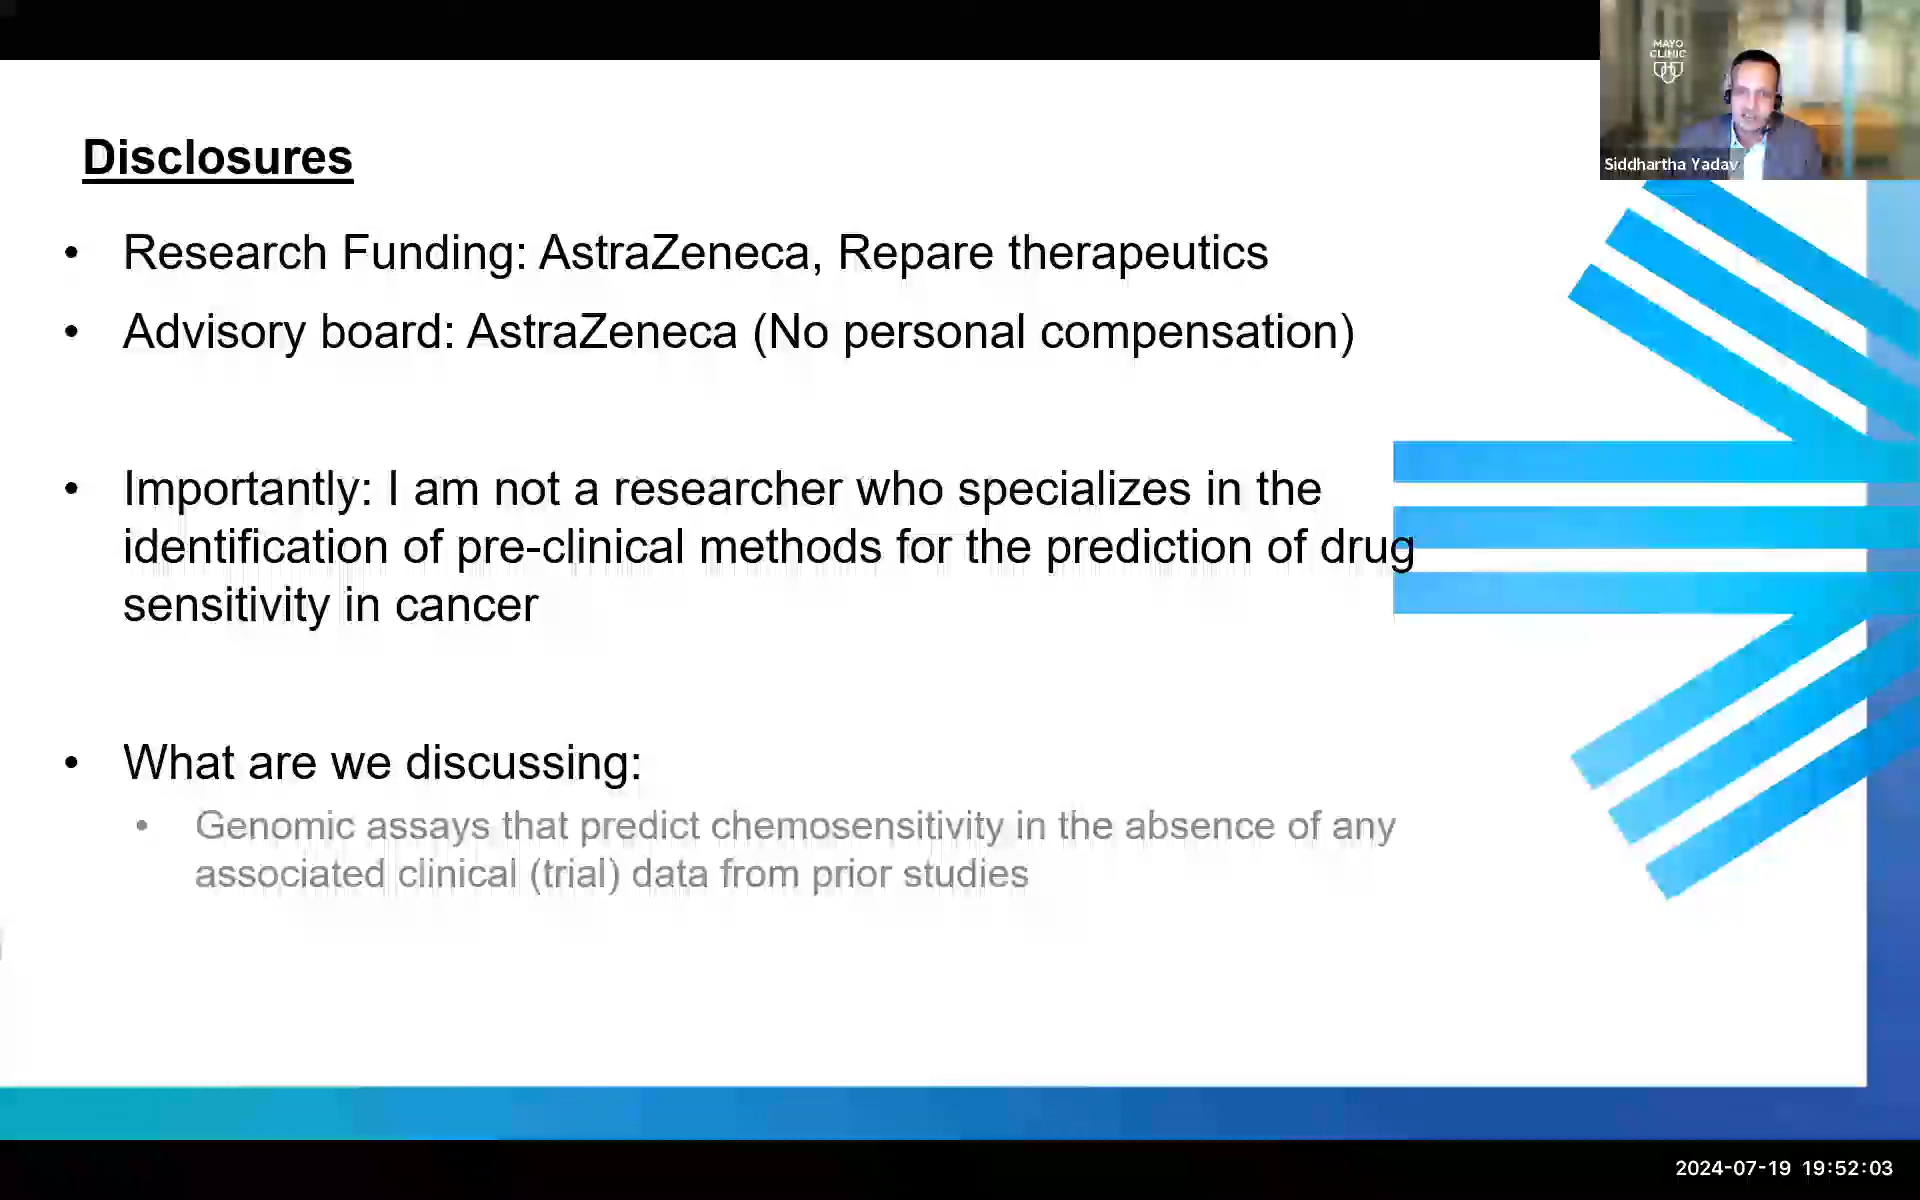 MAYO
CLINIC
Siddhartha Yadav
Disclosures
• Research Funding: AstraZeneca, Repare therapeutics
• Advisory board: AstraZeneca (No personal compensation)
• Importantly: I am not a researcher who specializes in the
identification of pre-clinical methods for the prediction of drug
sensitivity in cancer
• What are we discussing:
• Genomic assays that predict chemosensitivity in the absence of any
associated clinical (trial) data from prior studies
2024-07-19 19:52:03